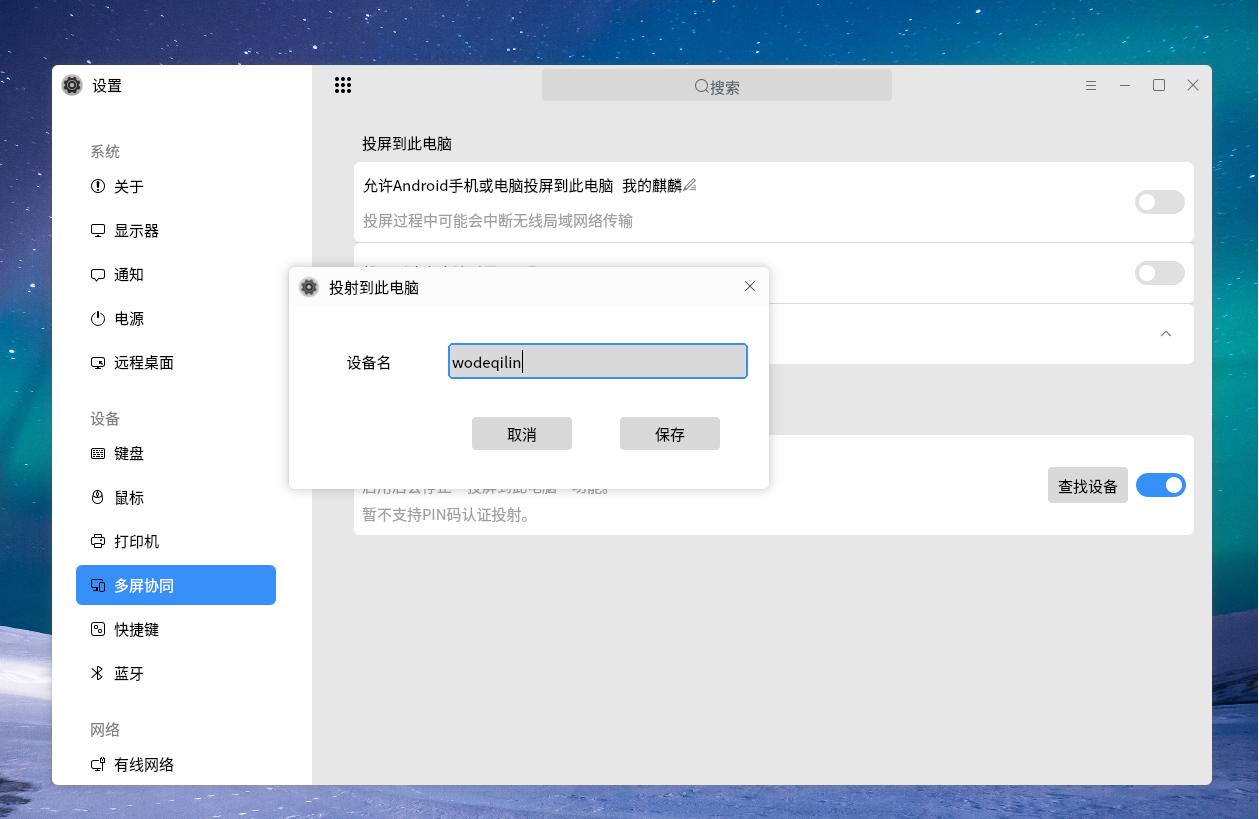 设置
搜索
系统
关于
显示器
通知
电源
远程桌面
设备
键盘
鼠标
打印机
多屏协同
快捷键
蓝牙
网络
有线网络
投屏到此电脑
允许Android手机或电脑投屏到此电脑 我的麒麟
投屏过程中可能会中断无线局域网络传输
投射到此电脑
设备名
wodeqilin
取消
保存
查找设备
暂不支持PIN码认证投射。